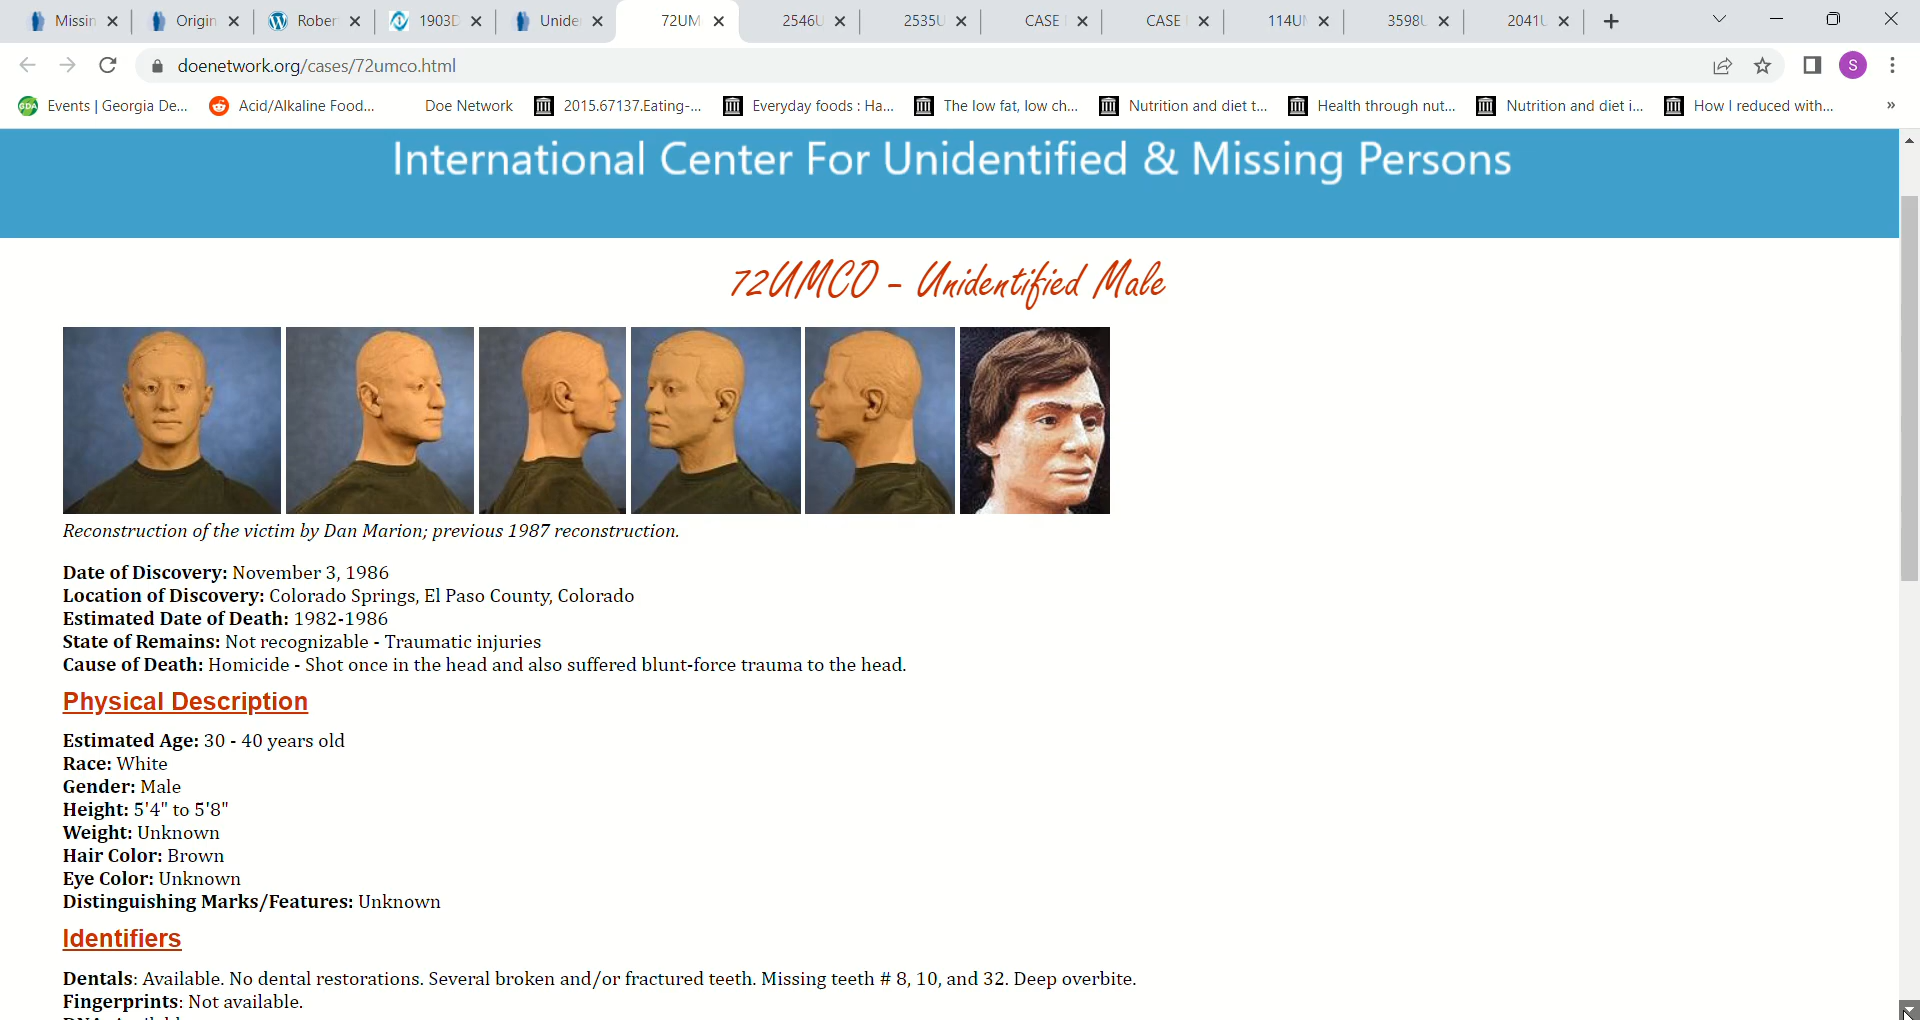 Missin
Origin
Rober
1903D
Unide
72UM
2546U
2535U
CASE
CASE
114U
3598U
2041U
doenetwork.org/cases/72umco.html
S
Events | Georgia De...
Acid/Alkaline Food...
Doe Network
2015.67137.Eating-...
Everyday foods : Ha...
The low fat, low ch...
Nutrition and diet t...
Health through nut...
Nutrition and diet i...
How I reduced with...
»
International Center For Unidentified & Missing Persons
72UMCO - Unidentified Male
Reconstruction of the victim by Dan Marion; previous 1987 reconstruction.
Date of Discovery: November 3, 1986
Location of Discovery: Colorado Springs, El Paso County, Colorado
Estimated Date of Death: 1982-1986
State of Remains: Not recognizable - Traumatic injuries
Cause of Death: Homicide - Shot once in the head and also suffered blunt-force trauma to the head.
Physical Description
Estimated Age: 30 - 40 years old
Race: White
Gender: Male
Height: 5'4" to 5'8"
Weight: Unknown
Hair Color: Brown
Eye Color: Unknown
Distinguishing Marks/Features: Unknown
Identifiers
Dentals: Available. No dental restorations. Several broken and/or fractured teeth. Missing teeth # 8, 10, and 32. Deep overbite.
Fingerprints: Not available.